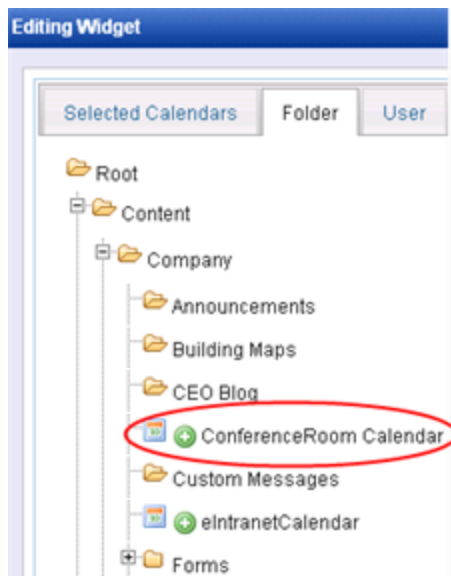 Editing Widget
Selected Calendars Folder User
Root
Content
Company
Announcements
Building Maps
CEO Blog
ConferenceRoom Calendar
Custom Messages
eIntranetCalendar
Forms